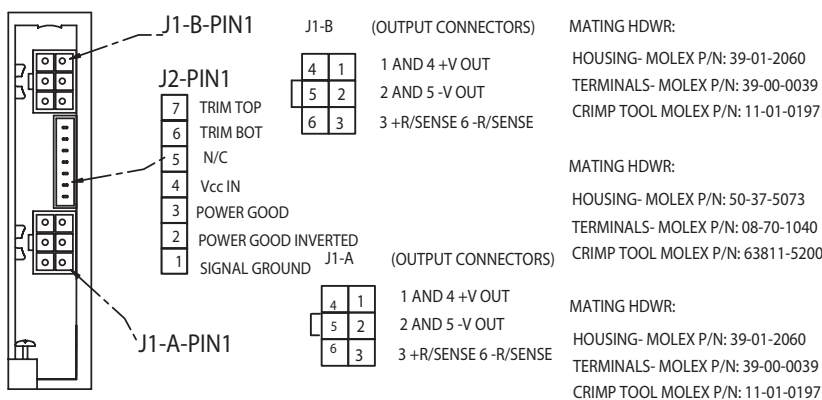 J1-B-PIN1
J2-PIN1
7 TRIM TOP
6 TRIM BOT
5 N/C
4 Vcc IN
3 POWER GOOD
2 POWER GOOD INVERTED
1 SIGNAL GROUND
J1-A-PIN1
J1-B (OUTPUT CONNECTORS)
4 1 1 AND 4 +V OUT
5 2 2 AND 5 -V OUT
6 3 3 +R/SENSE 6 -R/SENSE
J1-A (OUTPUT CONNECTORS)
4 1 1 AND 4 +V OUT
5 2 2 AND 5 -V OUT
6 3 3 +R/SENSE 6 -R/SENSE
MATING HDWR:
HOUSING- MOLEX P/N: 39-01-2060
TERMINALS- MOLEX P/N: 39-00-0039
CRIMP TOOL MOLEX P/N: 11-01-0197
MATING HDWR:
HOUSING- MOLEX P/N: 50-37-5073
TERMINALS- MOLEX P/N: 08-70-1040
CRIMP TOOL MOLEX P/N: 63811-5200
MATING HDWR:
HOUSING- MOLEX P/N: 39-01-2060
TERMINALS- MOLEX P/N: 39-00-0039
CRIMP TOOL MOLEX P/N: 11-01-0197